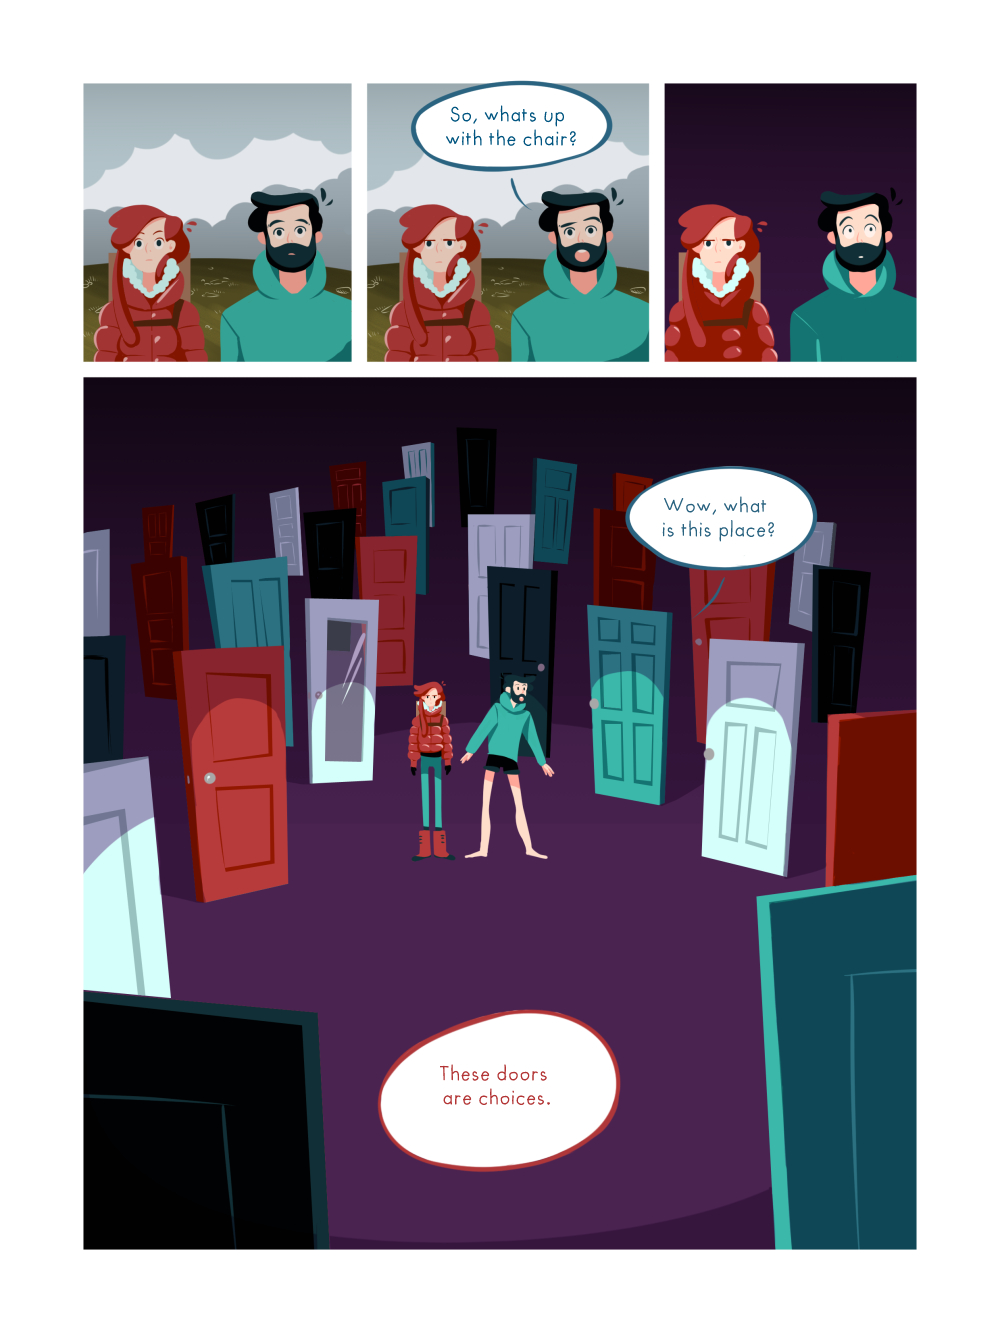 So, whats up
with the chair?
Wow, what
is this place?
These doors
are choices.